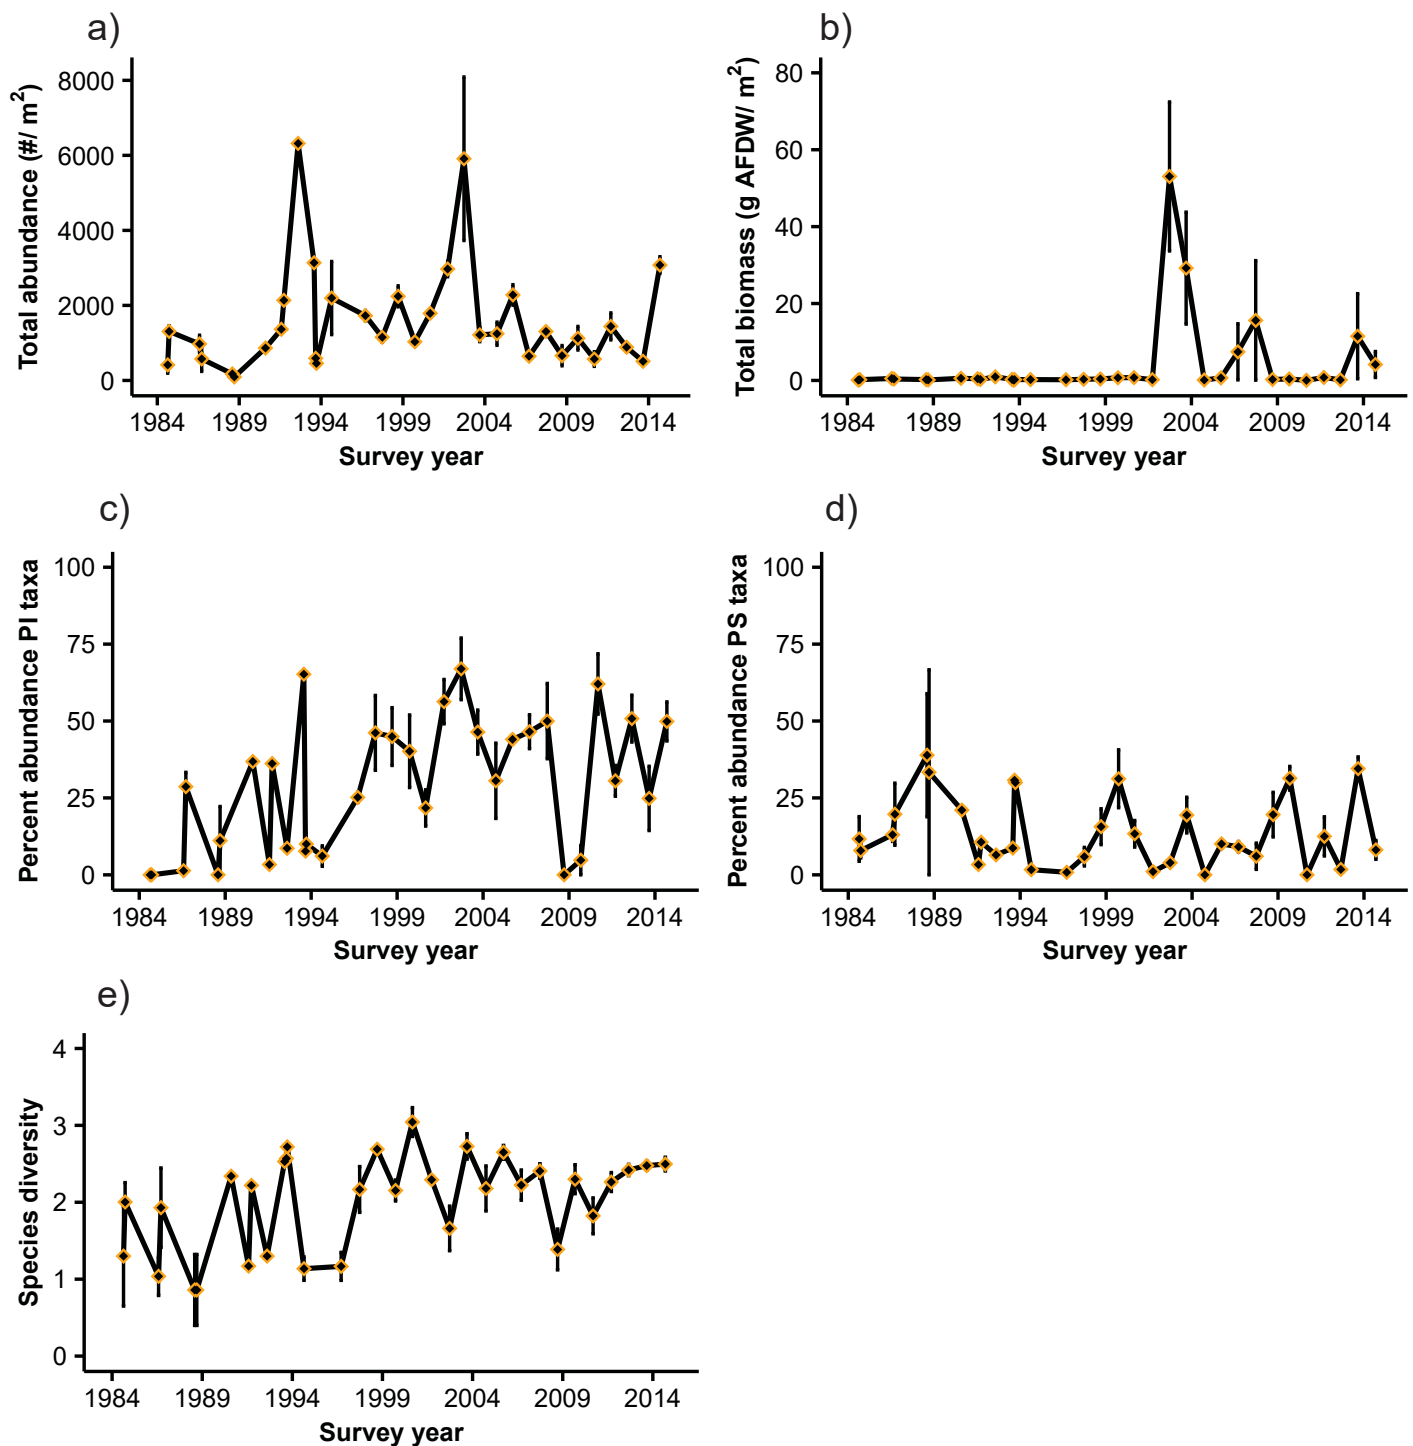 a)
Total abundance (#/ m²)
8000
6000
4000
2000
0
1984 1989 1994 1999 2004 2009 2014
Survey year
b)
Total biomass (g AFDW/ m²)
80
60
40
20
0
1984 1989 1994 1999 2004 2009 2014
Survey year
c)
Percent abundance PI taxa
100
75
50
25
0
1984 1989 1994 1999 2004 2009 2014
Survey year
d)
Percent abundance PS taxa
100
75
50
25
0
1984 1989 1994 1999 2004 2009 2014
Survey year
e)
Species diversity
4
3
2
1
0
1984 1989 1994 1999 2004 2009 2014
Survey year